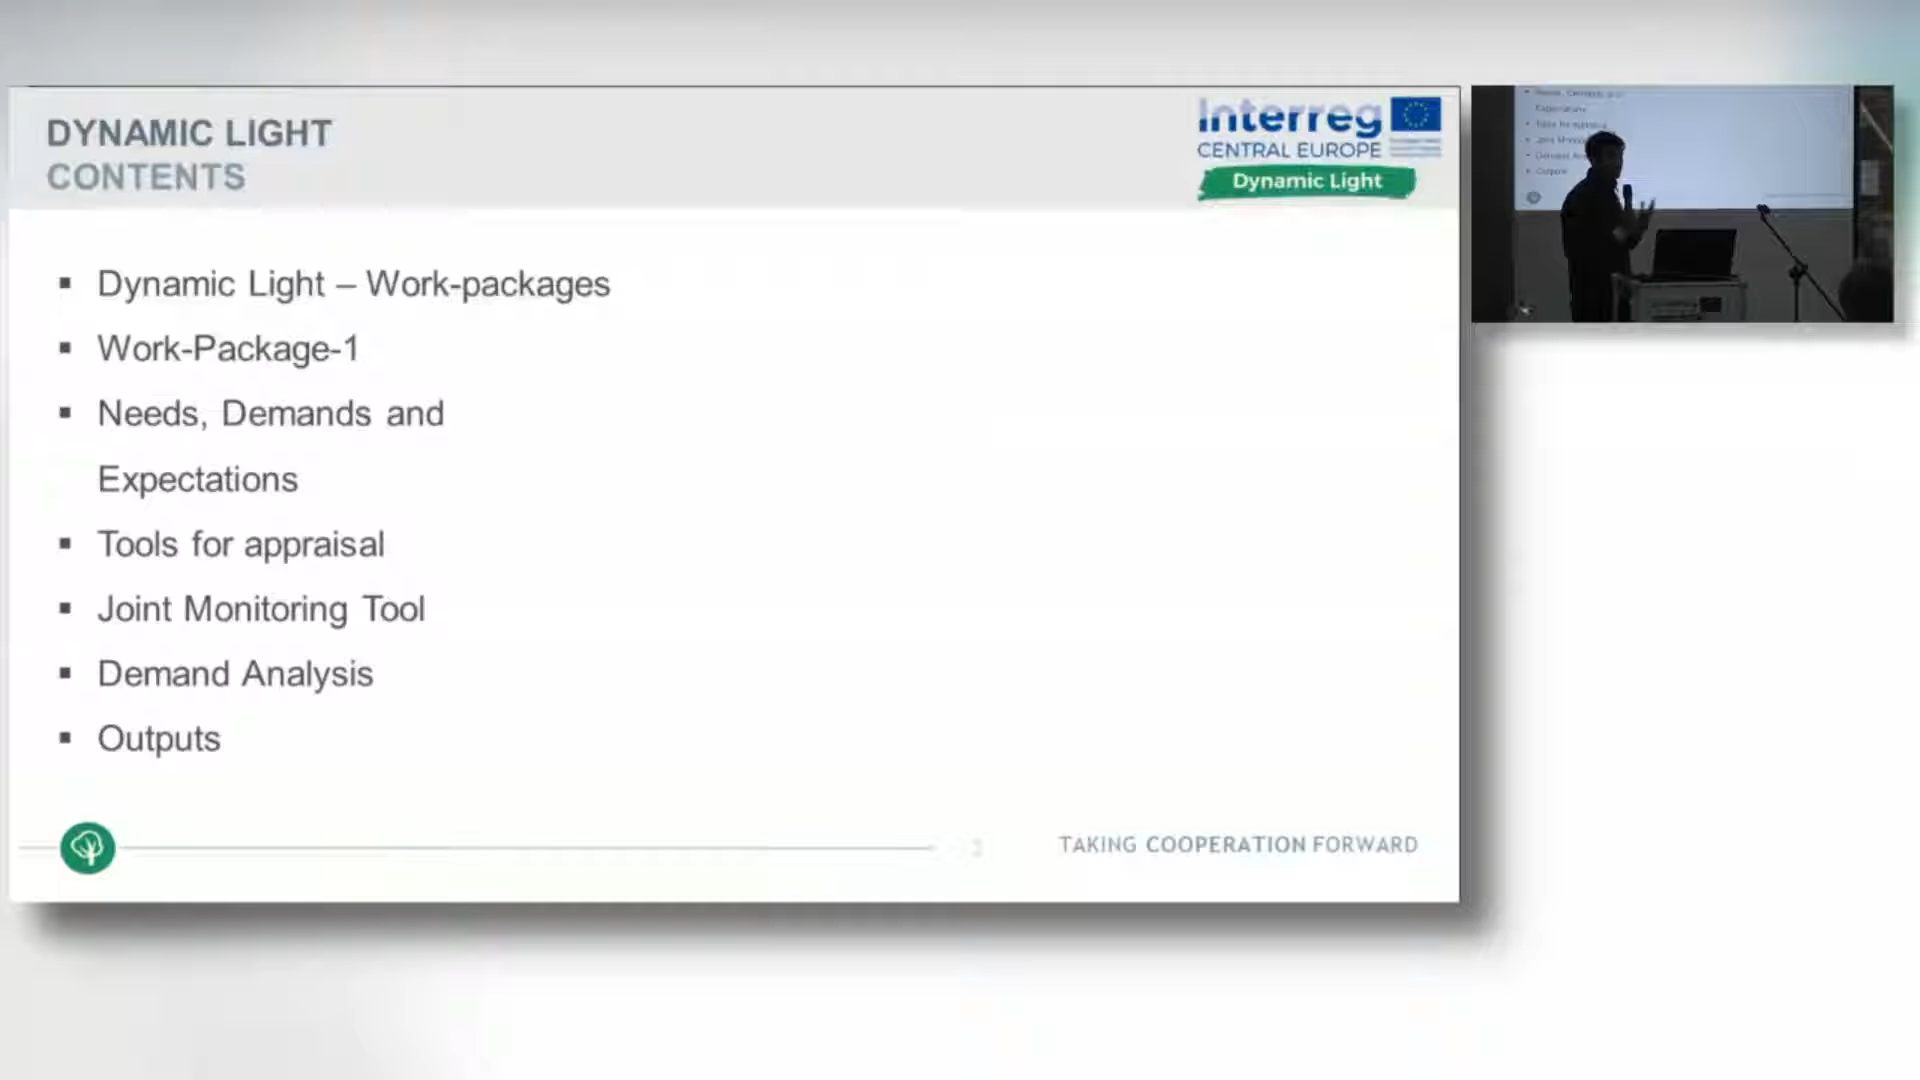 DYNAMIC LIGHT
CONTENTS
Interreg
CENTRAL EUROPE
Dynamic Light
▪ Dynamic Light – Work-packages
▪ Work-Package-1
▪ Needs, Demands and
Expectations
▪ Tools for appraisal
▪ Joint Monitoring Tool
▪ Demand Analysis
▪ Outputs
TAKING COOPERATION FORWARD